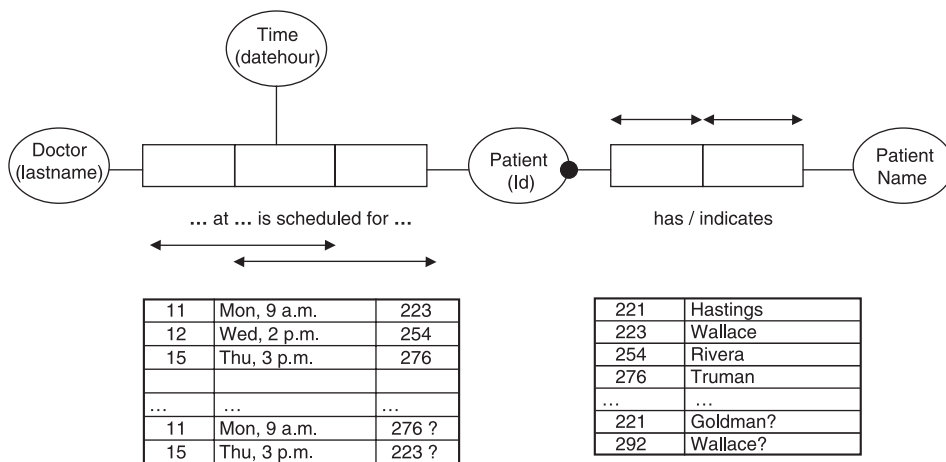 Time
(datehour)
Doctor
(lastname)
Patient
(Id)
Patient
Name
... at ... is scheduled for ...
has / indicates
11 Mon, 9 a.m. 223
12 Wed, 2 p.m. 254
15 Thu, 3 p.m. 276
... ... ...
11 Mon, 9 a.m. 276 ?
15 Thu, 3 p.m. 223 ?
221 Hastings
223 Wallace
254 Rivera
276 Truman
... ...
221 Goldman?
292 Wallace?